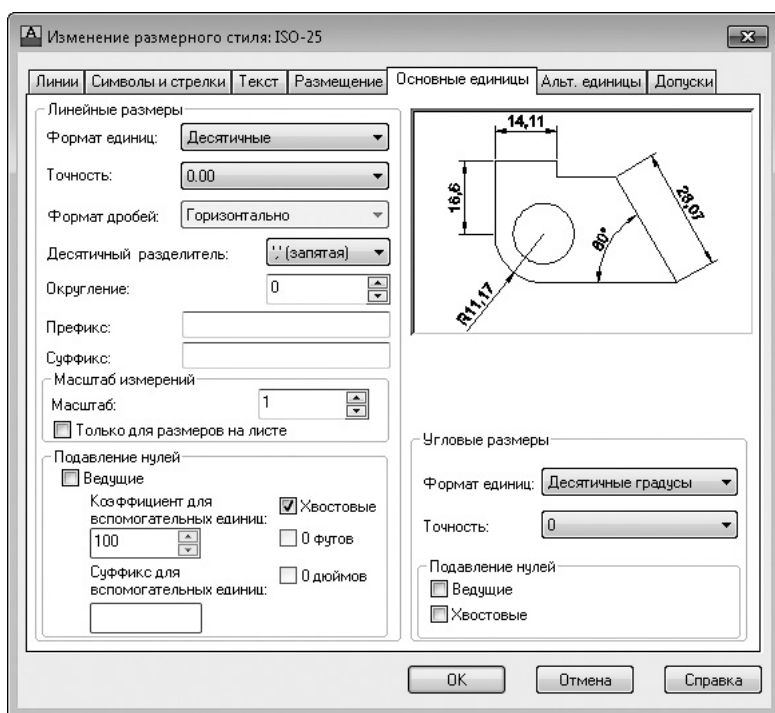 Изменение размерного стиля: ISO-25
Линии
Символы и стрелки
Текст
Размещение
Основные единицы
Альт. единицы
Допуски
Линейные размеры
Формат единиц: Десятичные
Точность: 0.00
Формат дробей: Горизонтально
Десятичный разделитель: ',' (запятая)
Округление: 0
Префикс:
Суффикс:
Масштаб измерений
Масштаб: 1
Только для размеров на листе
Подавление нулей
Ведущие
Коэффициент для
вспомогательных единиц:
100
Суффикс для
вспомогательных единиц:
Хвостовые
0 футов
0 дюймов
14,11
16,6
28,07
60°
R11,17
Угловые размеры
Формат единиц: Десятичные градусы
Точность: 0
Подавление нулей
Ведущие
Хвостовые
OK
Отмена
Справка